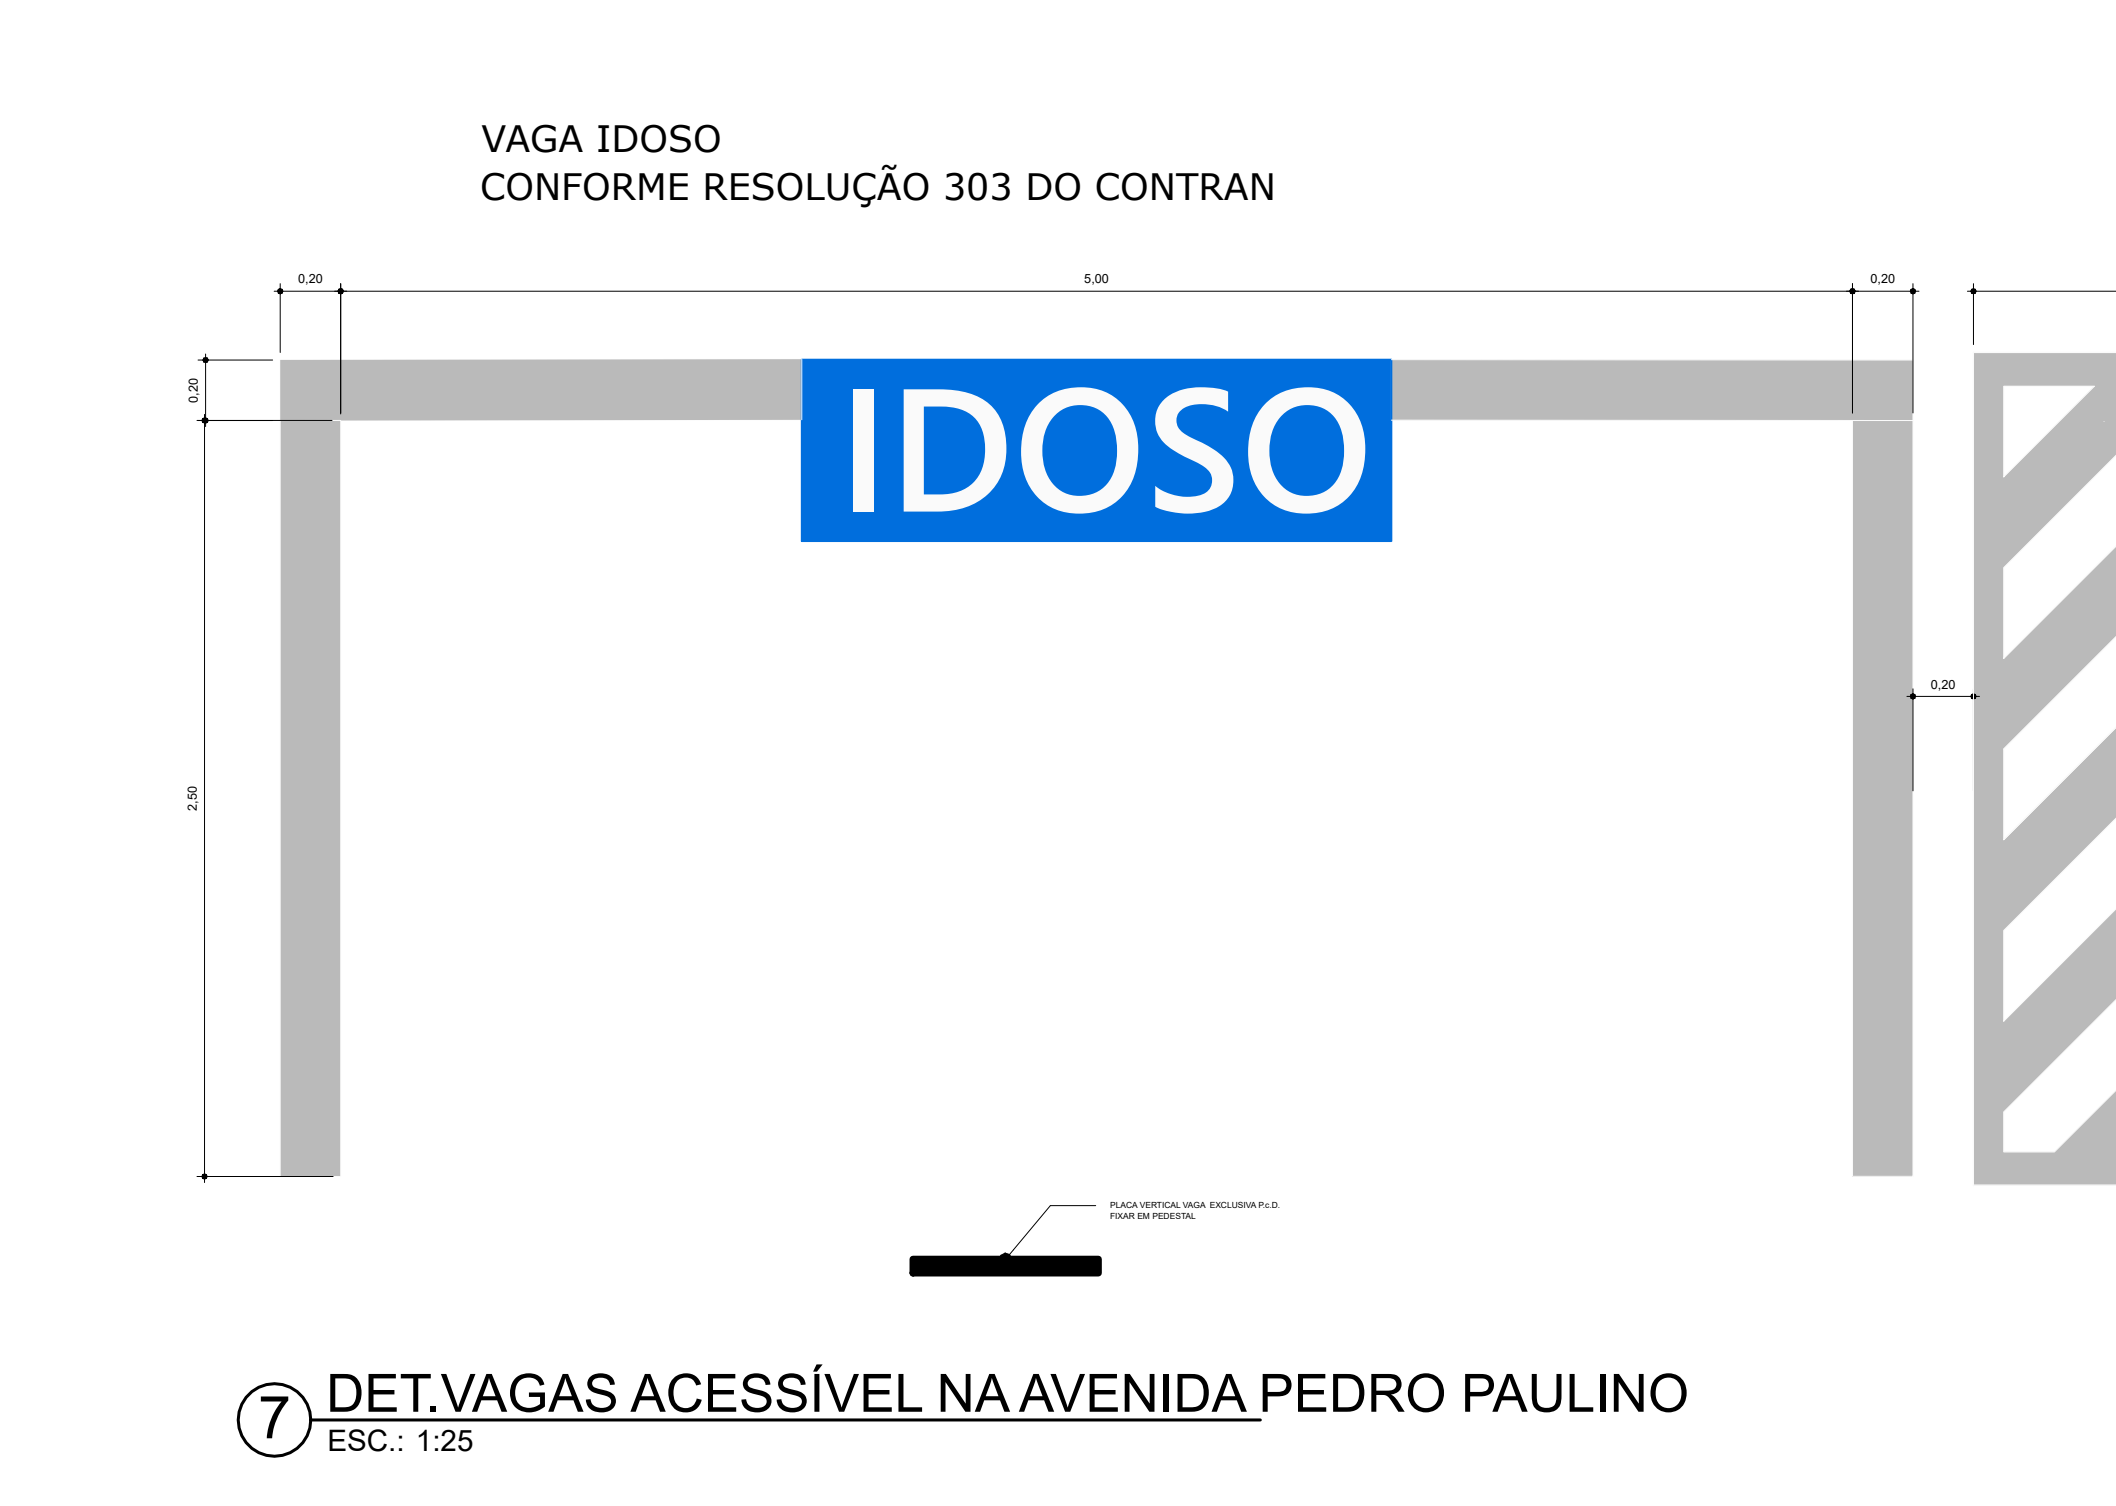 VAGA IDOSO
CONFORME RESOLUÇÃO 303 DO CONTRAN
0,20
5,00
0,20
0,20
IDOSO
0,20
2,50
PLACA VERTICAL VAGA EXCLUSIVA P.c.D.
FIXAR EM PEDESTAL
7
DET.VAGAS ACESSÍVEL NA AVENIDA PEDRO PAULINO
ESC.: 1:25